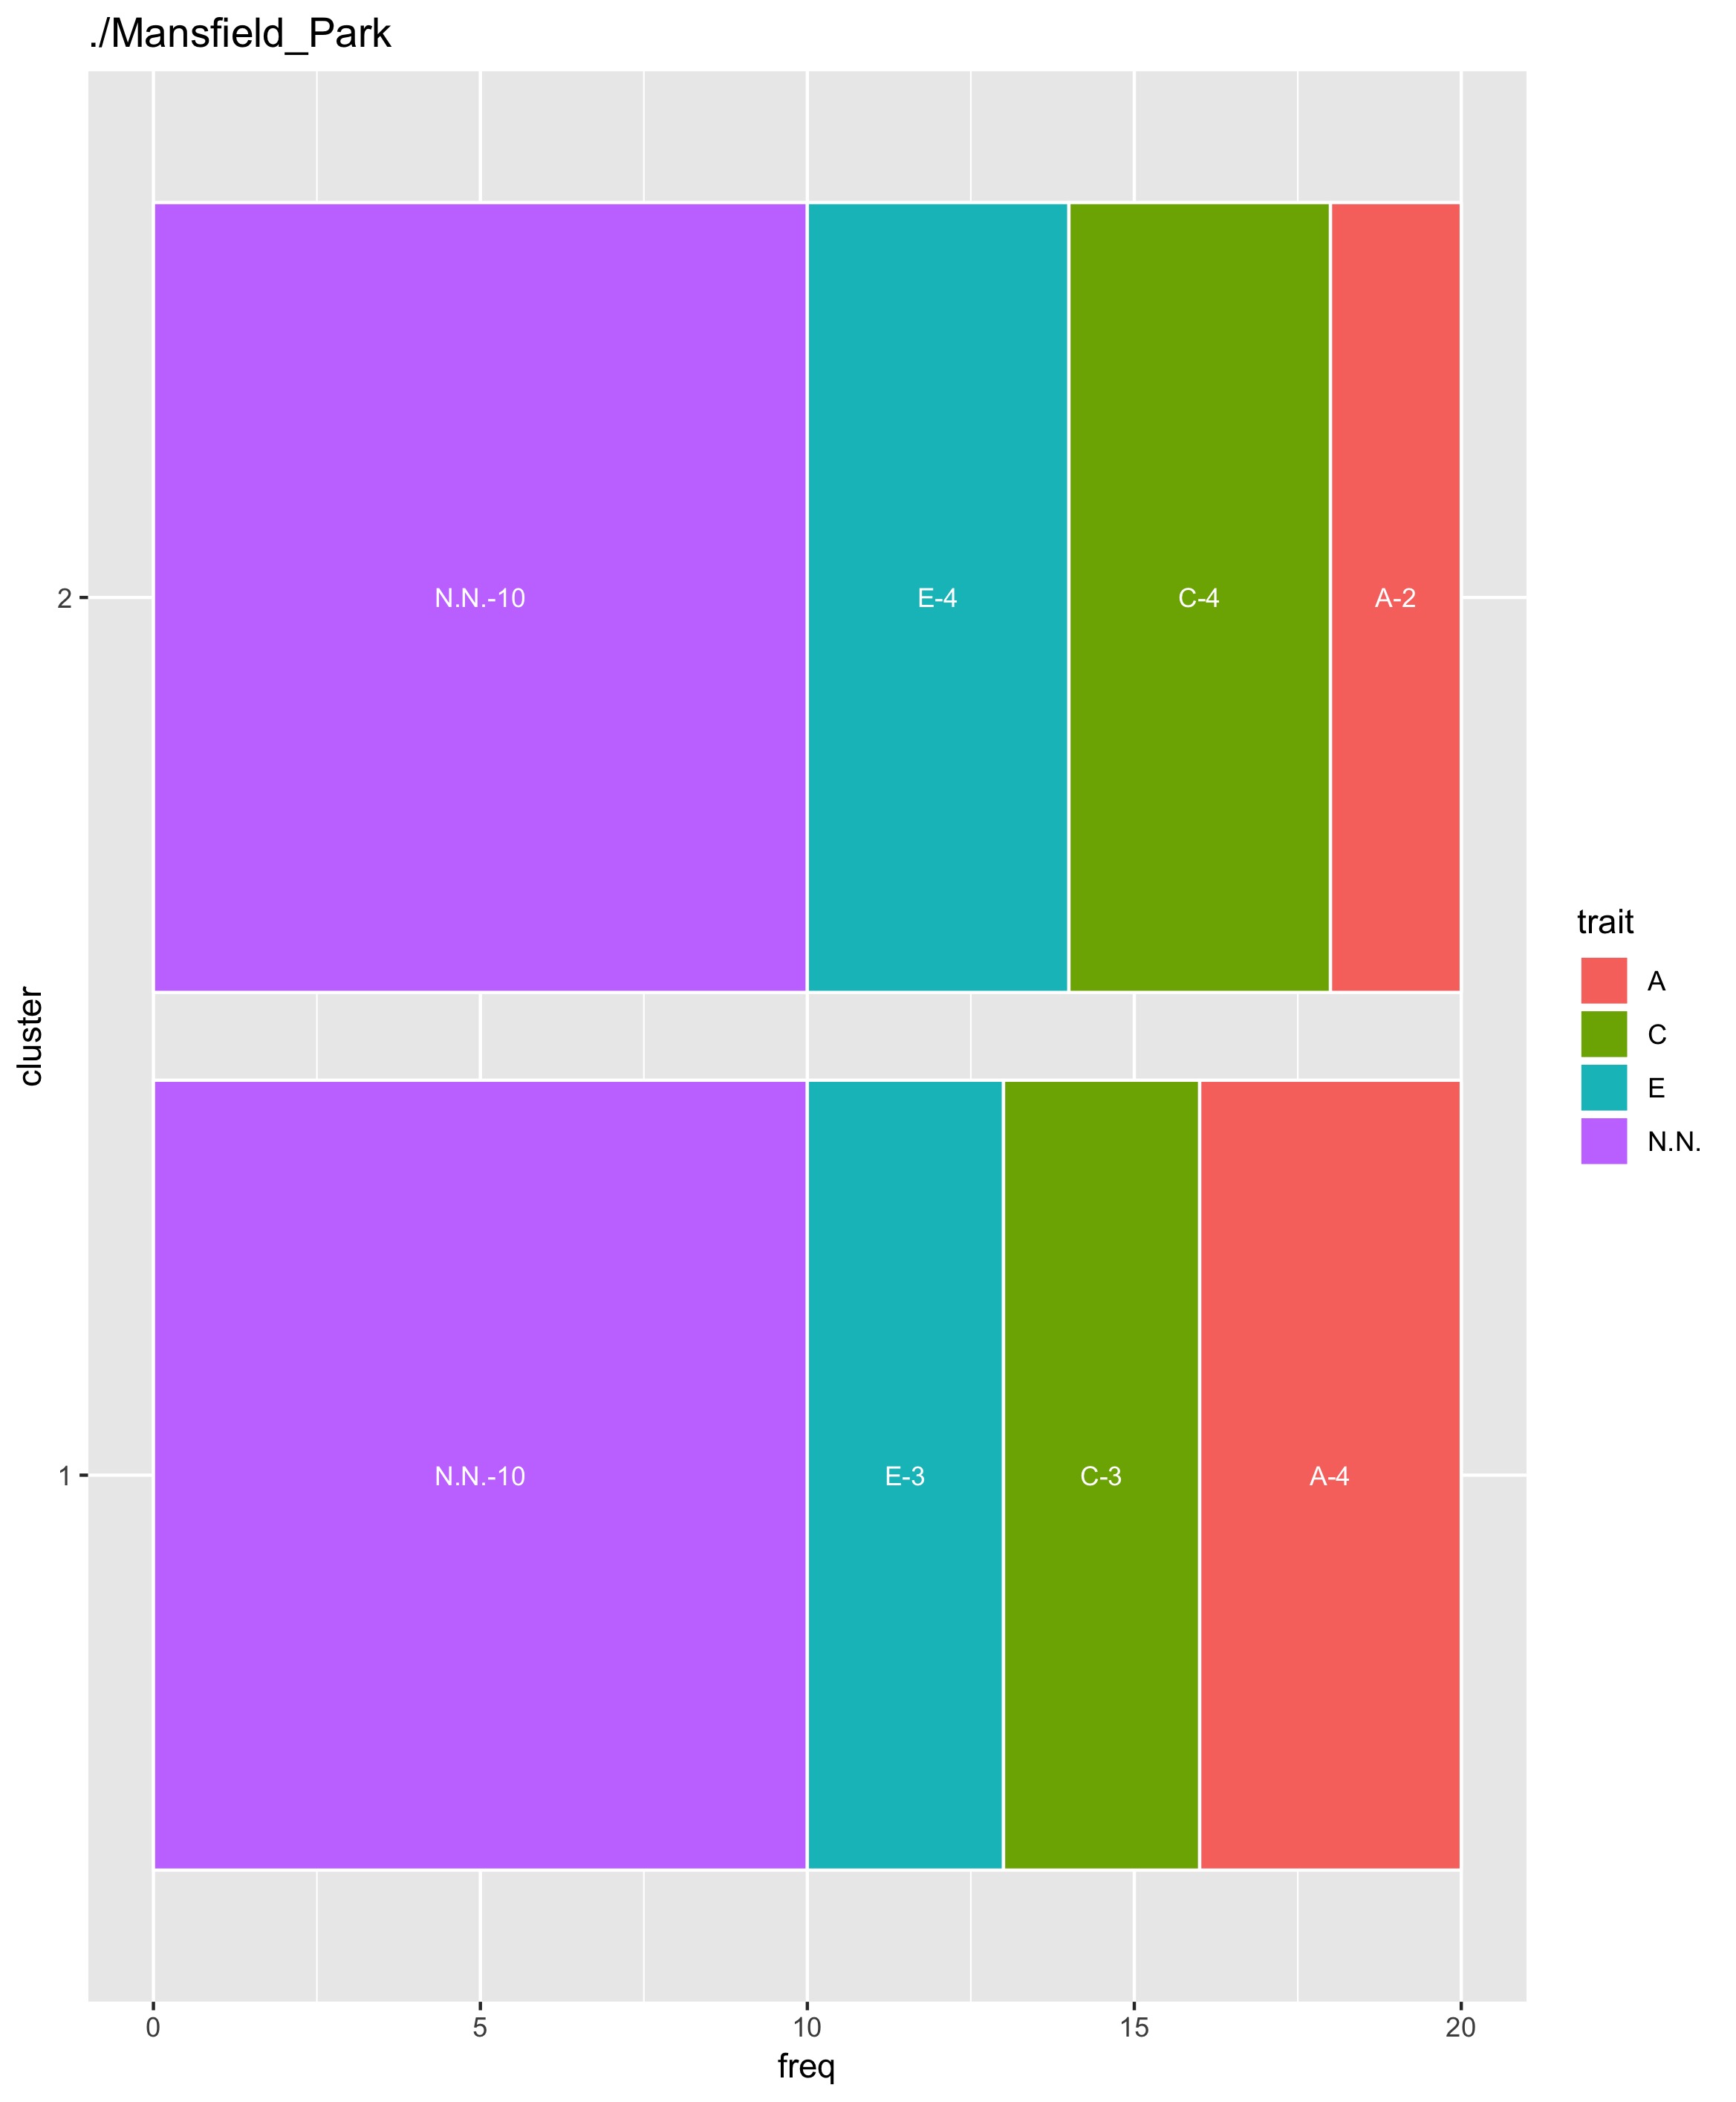 ./Mansfield_Park
2
N.N.-10 E-4 C-4 A-2
cluster
1
N.N.-10 E-3 C-3 A-4
0 5 10 15 20
freq
trait
A
C
E
N.N.